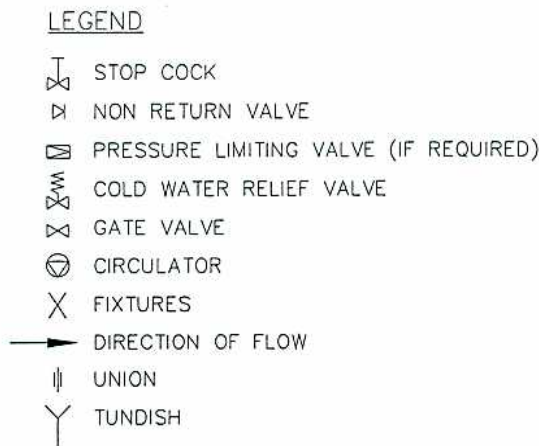 LEGEND
STOP COCK
NON RETURN VALVE
PRESSURE LIMITING VALVE (IF REQUIRED)
COLD WATER RELIEF VALVE
GATE VALVE
CIRCULATOR
FIXTURES
DIRECTION OF FLOW
UNION
TUNDISH